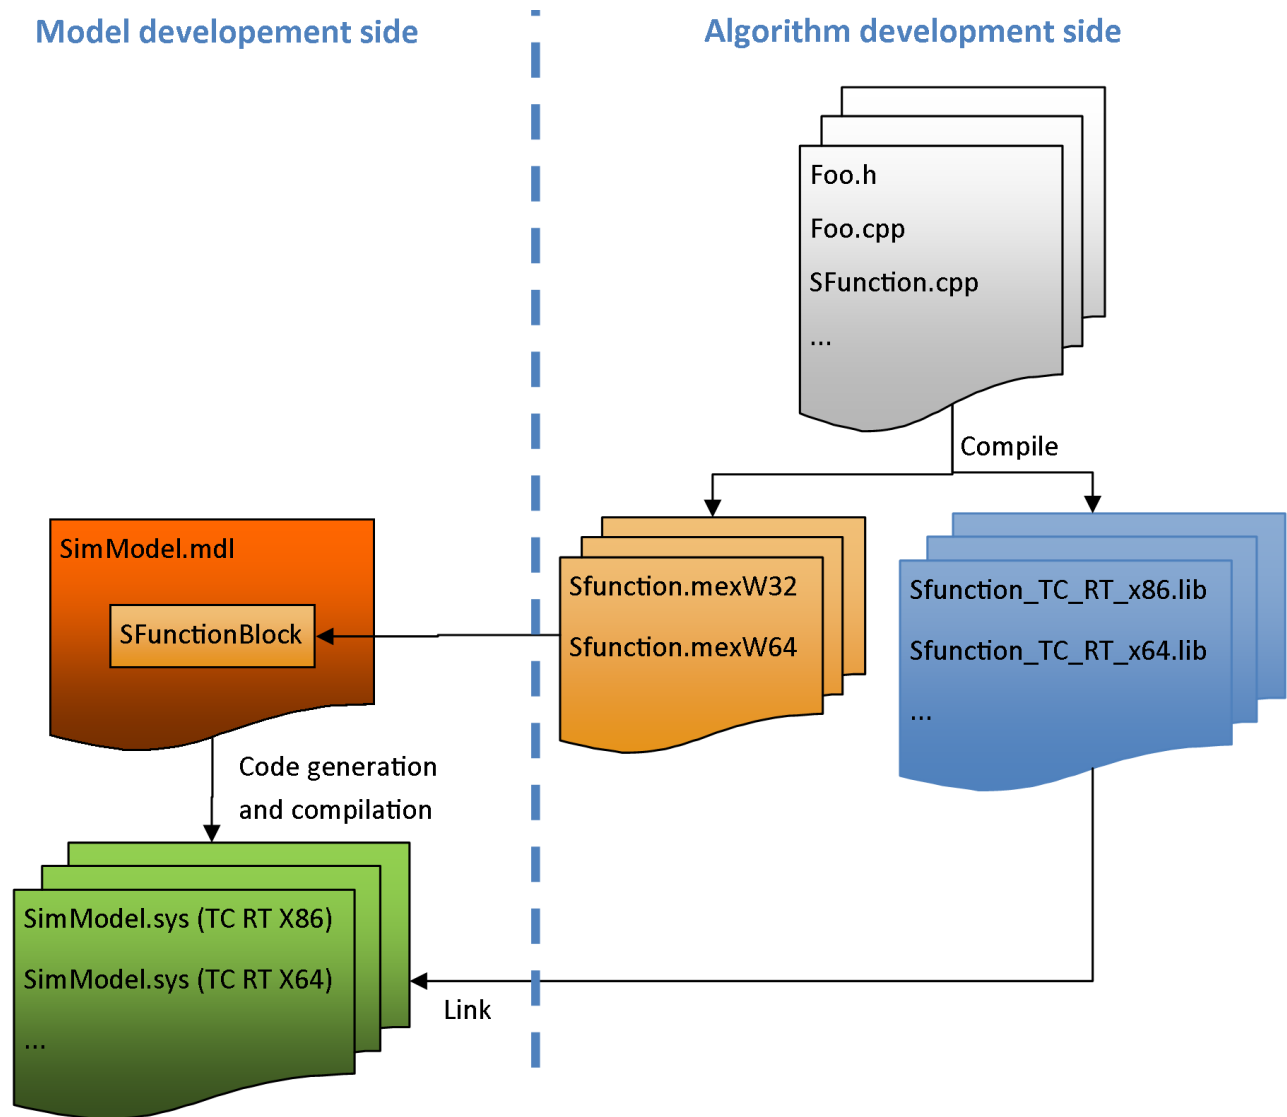 Model developement side
Algorithm development side
Foo.h
Foo.cpp
SFunction.cpp
...
Compile
SimModel.mdl
SFunctionBlock
Sfunction.mexW32
Sfunction.mexW64
Sfunction_TC_RT_x86.lib
Sfunction_TC_RT_x64.lib
...
Code generation
and compilation
SimModel.sys (TC RT X86)
SimModel.sys (TC RT X64)
...
Link